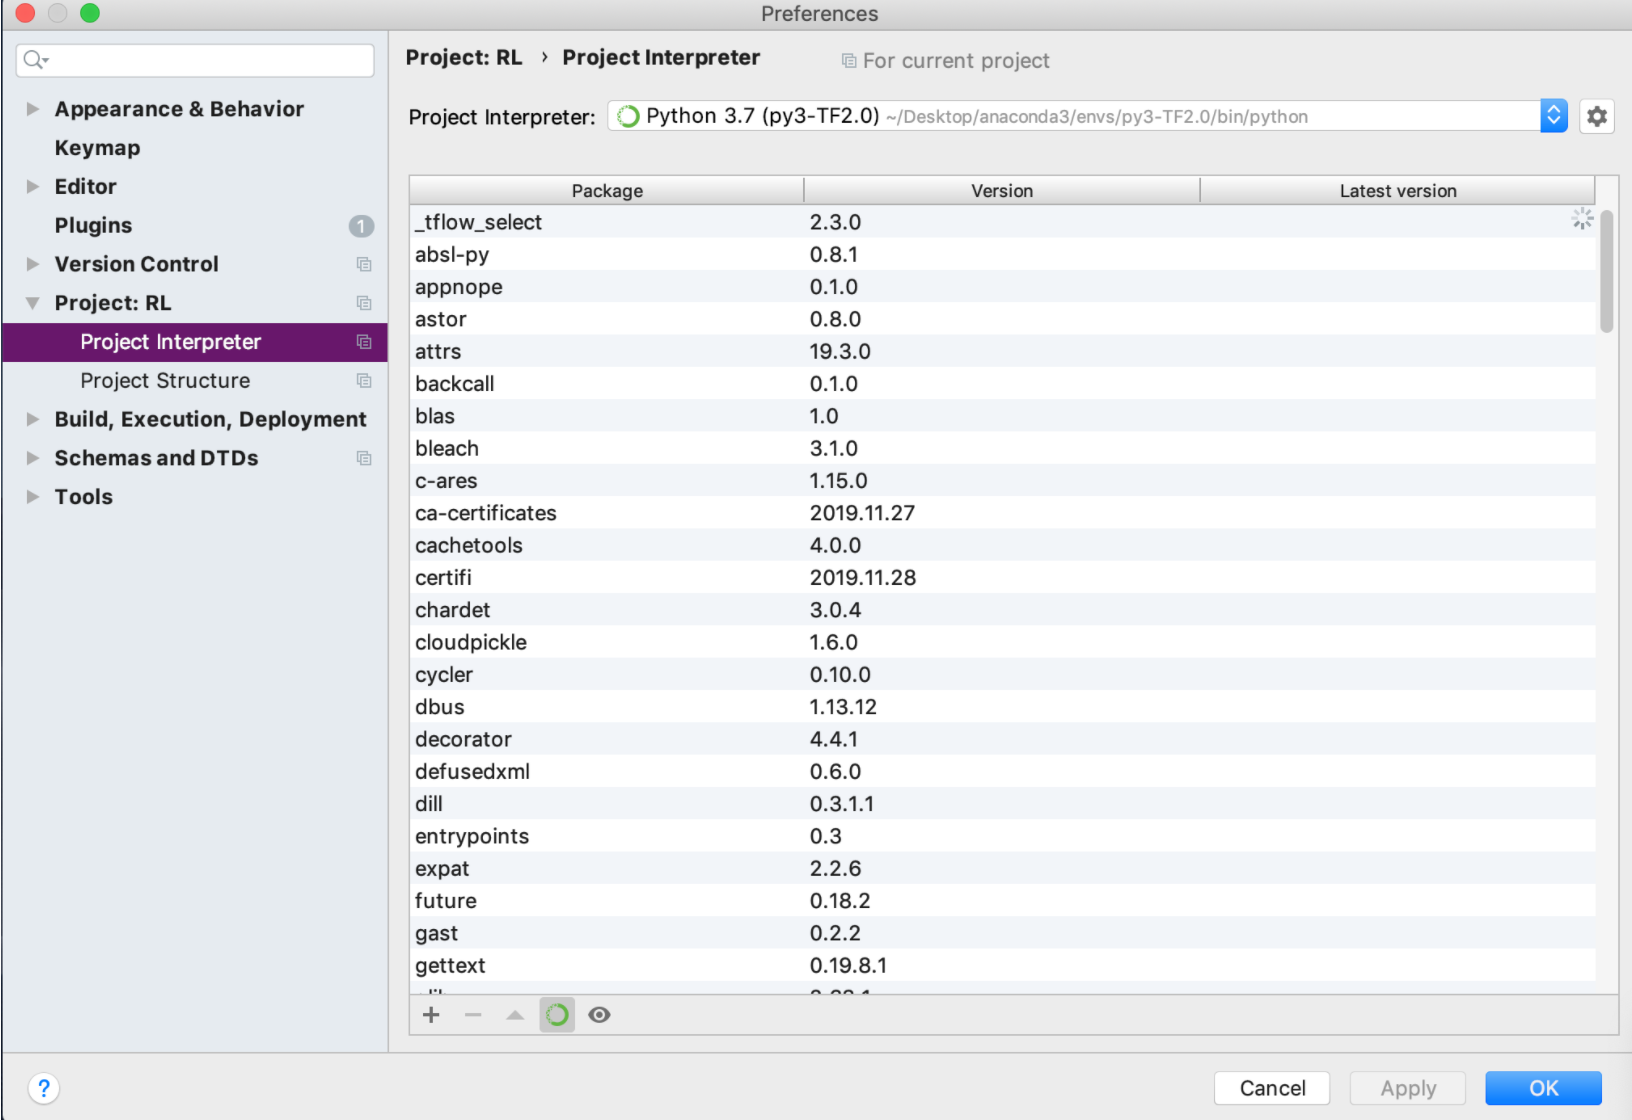 Preferences
Project: RL › Project Interpreter For current project
Appearance & Behavior
Keymap
Editor
Plugins 1
Version Control
Project: RL
Project Interpreter
Project Structure
Build, Execution, Deployment
Schemas and DTDs
Tools
Project Interpreter: Python 3.7 (py3-TF2.0) ~/Desktop/anaconda3/envs/py3-TF2.0/bin/python
Package Version Latest version
_tflow_select 2.3.0
absl-py 0.8.1
appnope 0.1.0
astor 0.8.0
attrs 19.3.0
backcall 0.1.0
blas 1.0
bleach 3.1.0
c-ares 1.15.0
ca-certificates 2019.11.27
cachetools 4.0.0
certifi 2019.11.28
chardet 3.0.4
cloudpickle 1.6.0
cycler 0.10.0
dbus 1.13.12
decorator 4.4.1
defusedxml 0.6.0
dill 0.3.1.1
entrypoints 0.3
expat 2.2.6
future 0.18.2
gast 0.2.2
gettext 0.19.8.1
? Cancel Apply OK